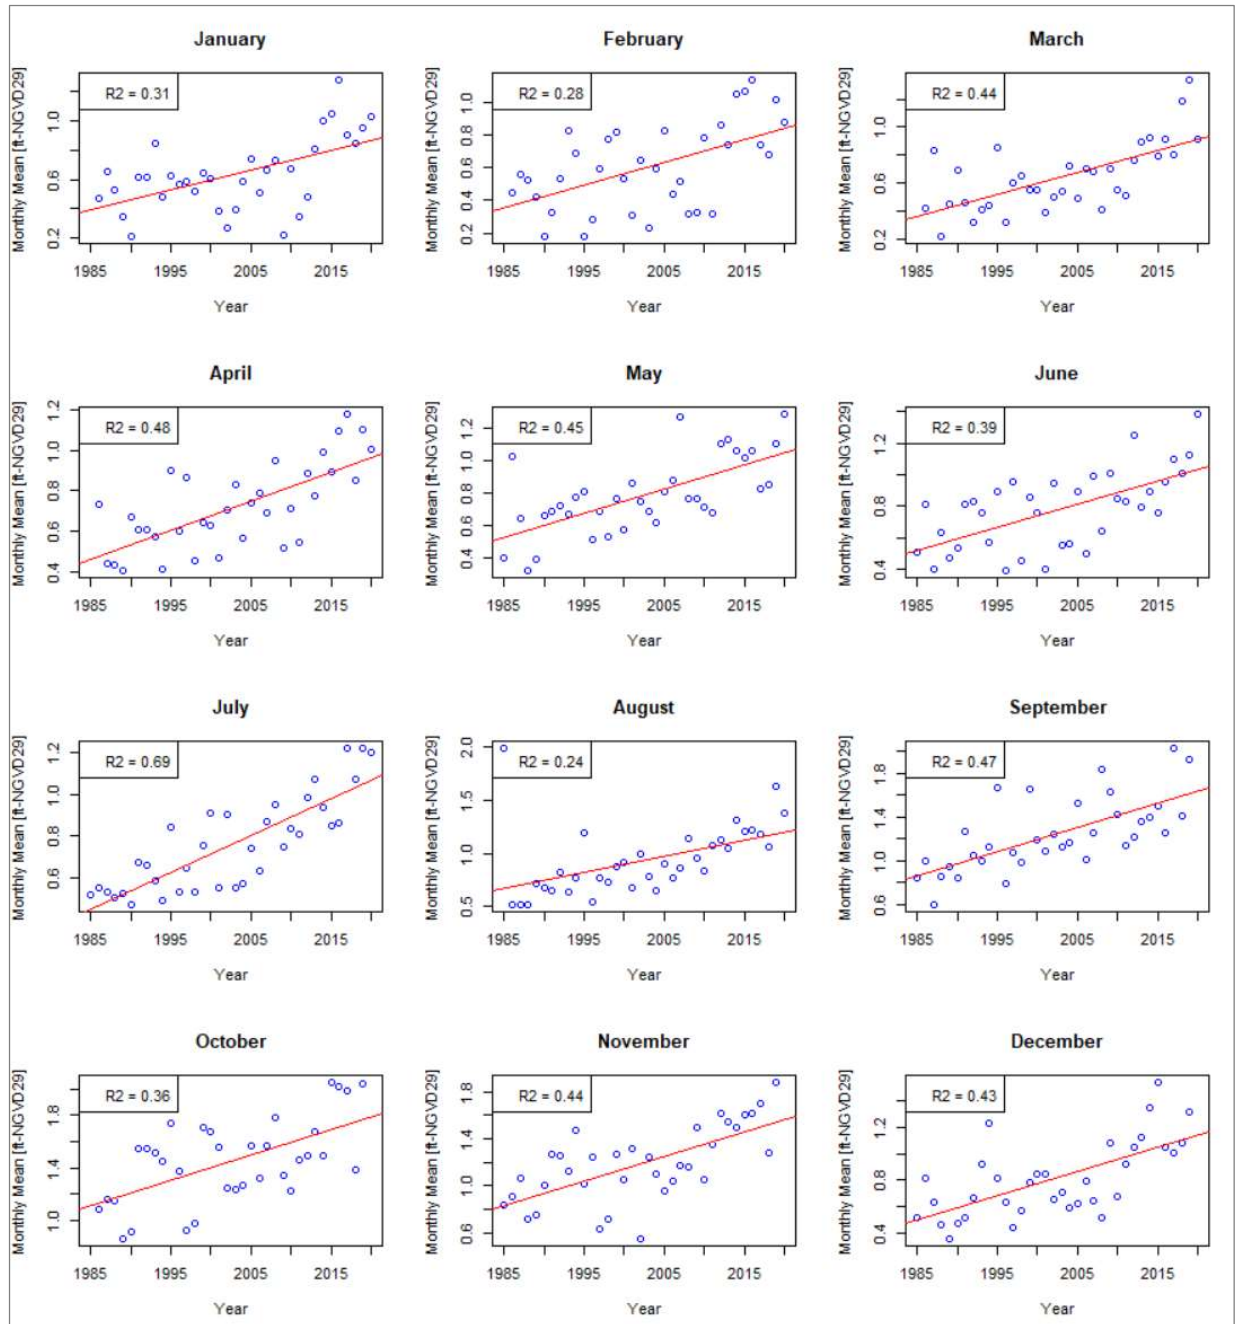 January February March
Monthly Mean [ft-NGVD29] R2 = 0.31 Monthly Mean [ft-NGVD29] R2 = 0.28 Monthly Mean [ft-NGVD29] R2 = 0.44
1.0 1.0 1.0
0.8
0.6 0.6 0.6
0.4
0.2 0.2 0.2
1985 1995 2005 2015 1985 1995 2005 2015 1985 1995 2005 2015
Year Year Year
April May June
Monthly Mean [ft-NGVD29] R2 = 0.48 Monthly Mean [ft-NGVD29] R2 = 0.45 Monthly Mean [ft-NGVD29] R2 = 0.39
1.2 1.2 1.2
1.0 1.0
0.8 0.8 0.8
0.6 0.6
0.4 0.4 0.4
1985 1995 2005 2015 1985 1995 2005 2015 1985 1995 2005 2015
Year Year Year
July August September
Monthly Mean [ft-NGVD29] R2 = 0.69 Monthly Mean [ft-NGVD29] R2 = 0.24 Monthly Mean [ft-NGVD29] R2 = 0.47
1.2 2.0 1.8
1.0 1.5 1.4
0.8 1.0 1.0
0.6 0.5 0.6
1985 1995 2005 2015 1985 1995 2005 2015 1985 1995 2005 2015
Year Year Year
October November December
Monthly Mean [ft-NGVD29] R2 = 0.36 Monthly Mean [ft-NGVD29] R2 = 0.44 Monthly Mean [ft-NGVD29] R2 = 0.43
1.8 1.8 1.2
1.4 1.4 0.8
1.0 1.0 0.4
0.6
1985 1995 2005 2015 1985 1995 2005 2015 1985 1995 2005 2015
Year Year Year